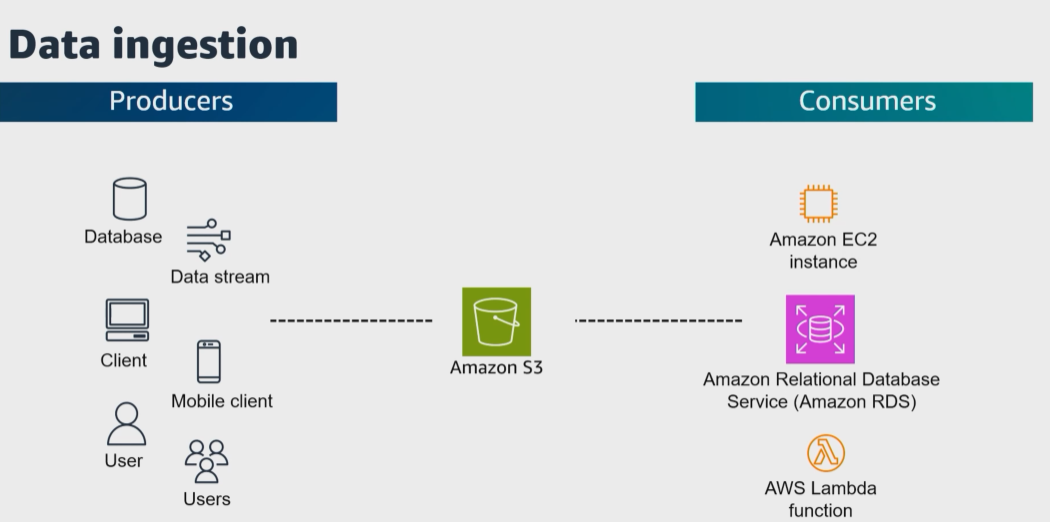 Data ingestion
Producers
Consumers
Database
Data stream
Client
Mobile client
User
Users
Amazon S3
Amazon EC2
instance
Amazon Relational Database
Service (Amazon RDS)
AWS Lambda
function